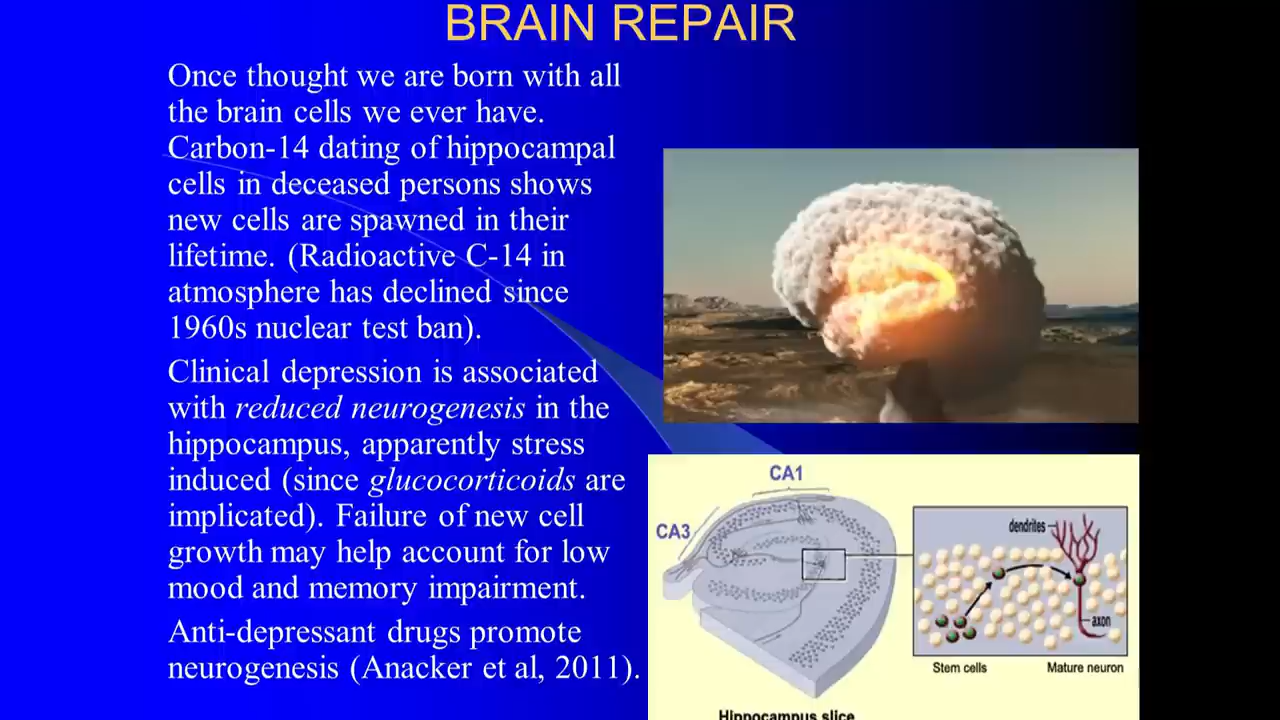 BRAIN REPAIR
Once thought we are born with all
the brain cells we ever have.
Carbon-14 dating of hippocampal
cells in deceased persons shows
new cells are spawned in their
lifetime. (Radioactive C-14 in
atmosphere has declined since
1960s nuclear test ban).
Clinical depression is associated
with reduced neurogenesis in the
hippocampus, apparently stress
induced (since glucocorticoids are
implicated). Failure of new cell
growth may help account for low
mood and memory impairment.
Anti-depressant drugs promote
neurogenesis (Anacker et al, 2011).
CA1
CA3
dendrites
axon
Stem cells
Mature neuron
Hippocampus slice